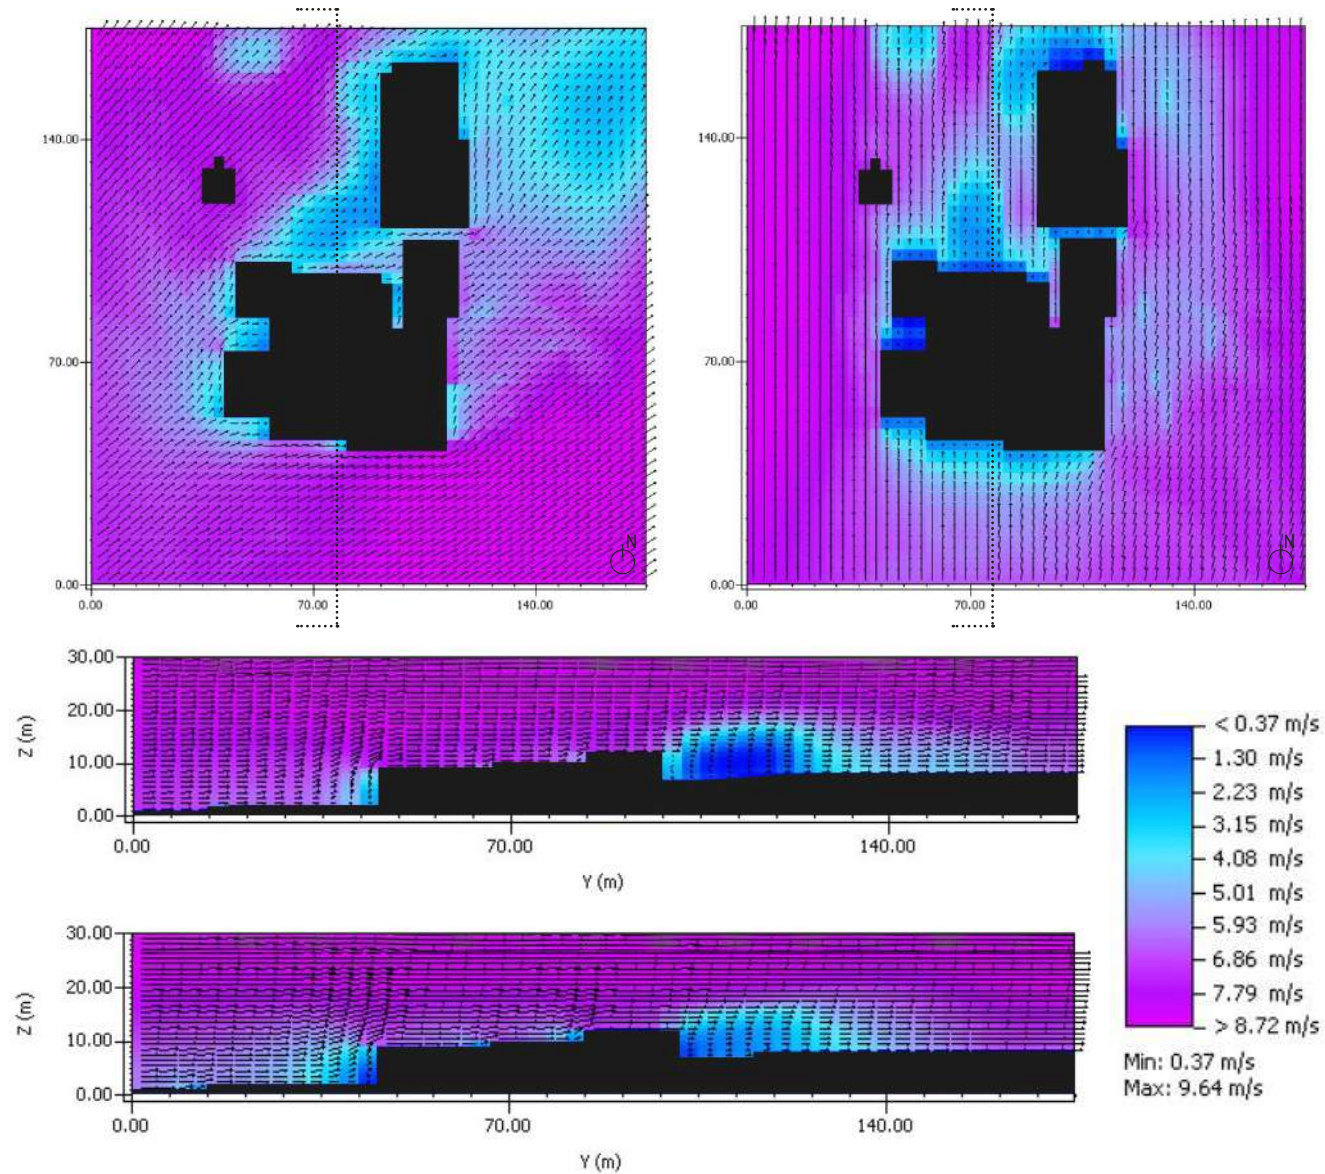 140.00
70.00
0.00
0.00 70.00 140.00
N
140.00
70.00
0.00
0.00 70.00 140.00
N
30.00
20.00
10.00
0.00
Z (m)
0.00 70.00 140.00
Y (m)
30.00
20.00
10.00
0.00
Z (m)
0.00 70.00 140.00
Y (m)
< 0.37 m/s
1.30 m/s
2.23 m/s
3.15 m/s
4.08 m/s
5.01 m/s
5.93 m/s
6.86 m/s
7.79 m/s
> 8.72 m/s
Min: 0.37 m/s
Max: 9.64 m/s